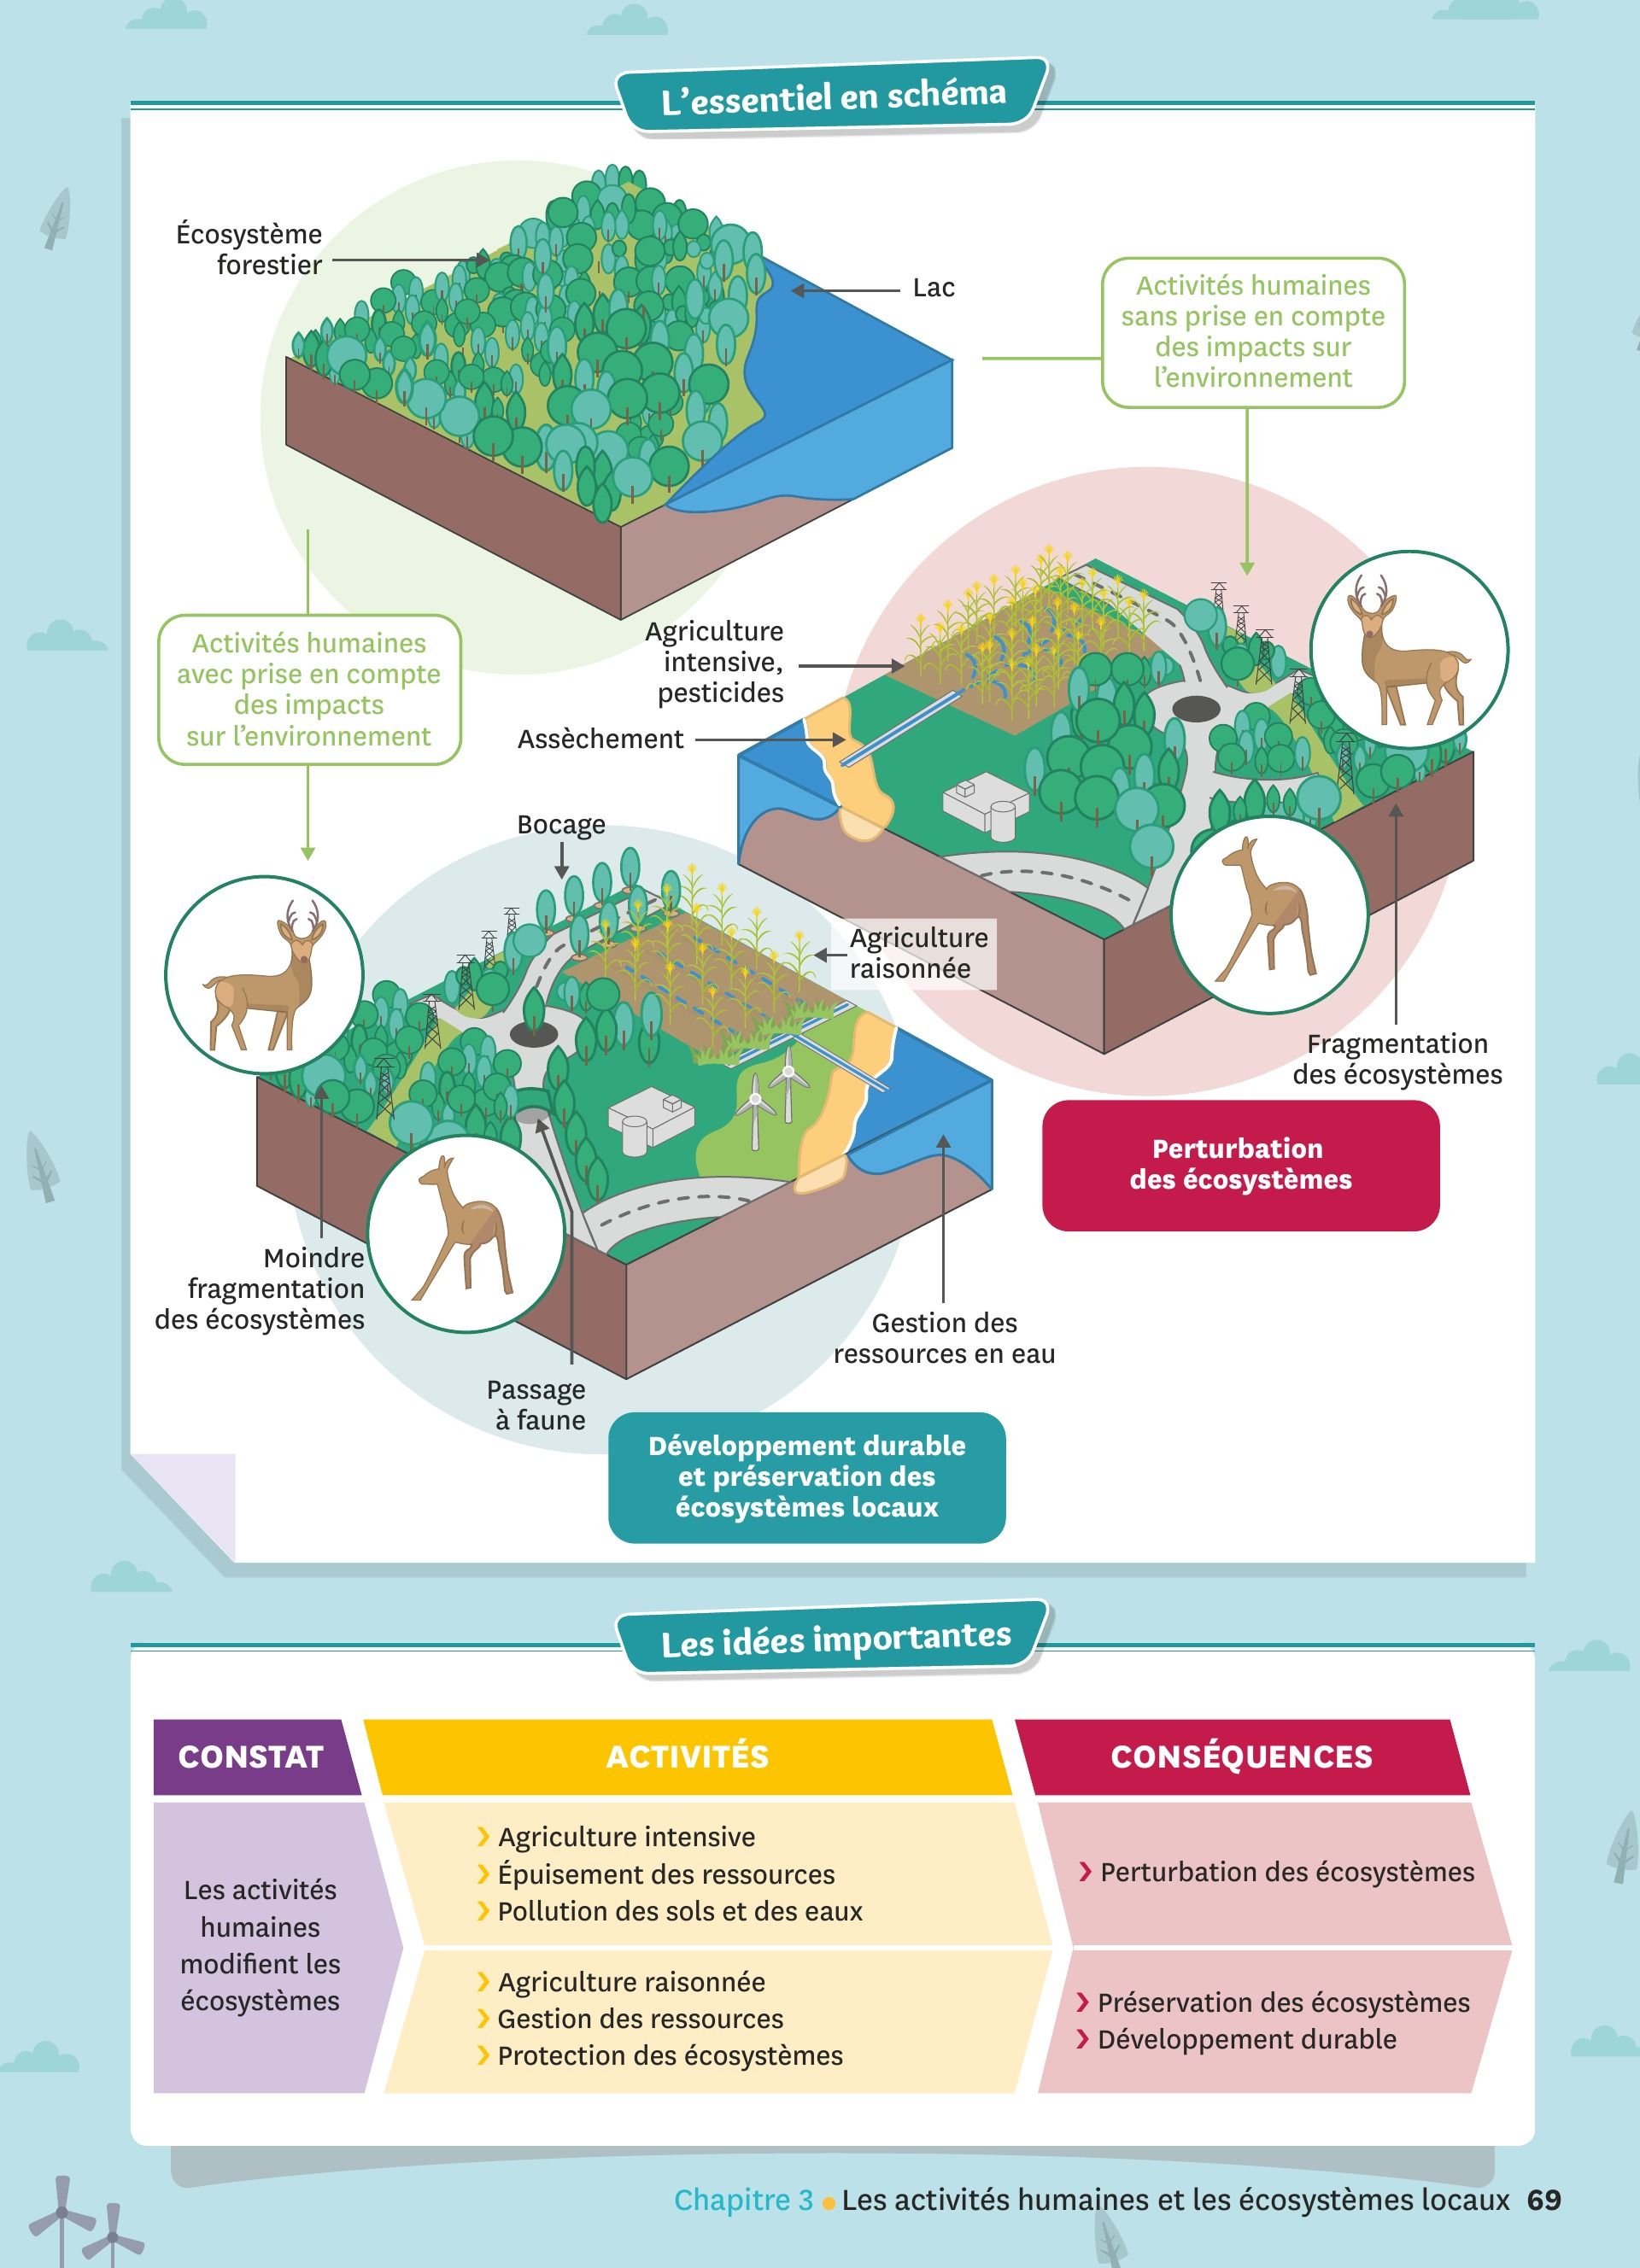 L'essentiel en schéma
Écosystème
forestier
Lac
Activités humaines
sans prise en compte
des impacts sur
l'environnement
Activités humaines
avec prise en compte
des impacts
sur l'environnement
Agriculture
intensive,
pesticides
Assèchement
Bocage
Agriculture
raisonnée
Fragmentation
des écosystèmes
Perturbation
des écosystèmes
Moindre
fragmentation
des écosystèmes
Passage
à faune
Gestion des
ressources en eau
Développement durable
et préservation des
écosystèmes locaux
Les idées importantes
CONSTAT
ACTIVITÉS
CONSÉQUENCES
Les activités
humaines
modifient les
écosystèmes
❯ Agriculture intensive
❯ Épuisement des ressources
❯ Pollution des sols et des eaux
❯ Perturbation des écosystèmes
❯ Agriculture raisonnée
❯ Gestion des ressources
❯ Protection des écosystèmes
❯ Préservation des écosystèmes
❯ Développement durable
Chapitre 3 ● Les activités humaines et les écosystèmes locaux 69